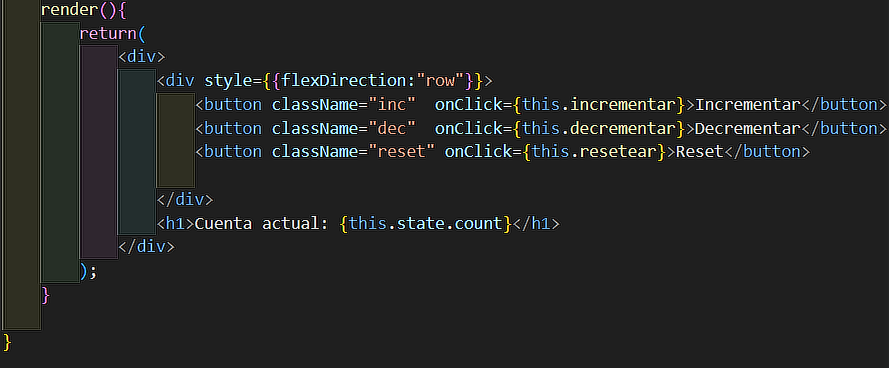 render(){
return(
<div>
<div style={{flexDirection:"row"}}>
<button className="inc"  onClick={this.incrementar}>Incrementar</button>
<button className="dec"  onClick={this.decrementar}>Decrementar</button>
<button className="reset" onClick={this.resetear}>Reset</button>
</div>
<h1>Cuenta actual: {this.state.count}</h1>
</div>
);
}
}